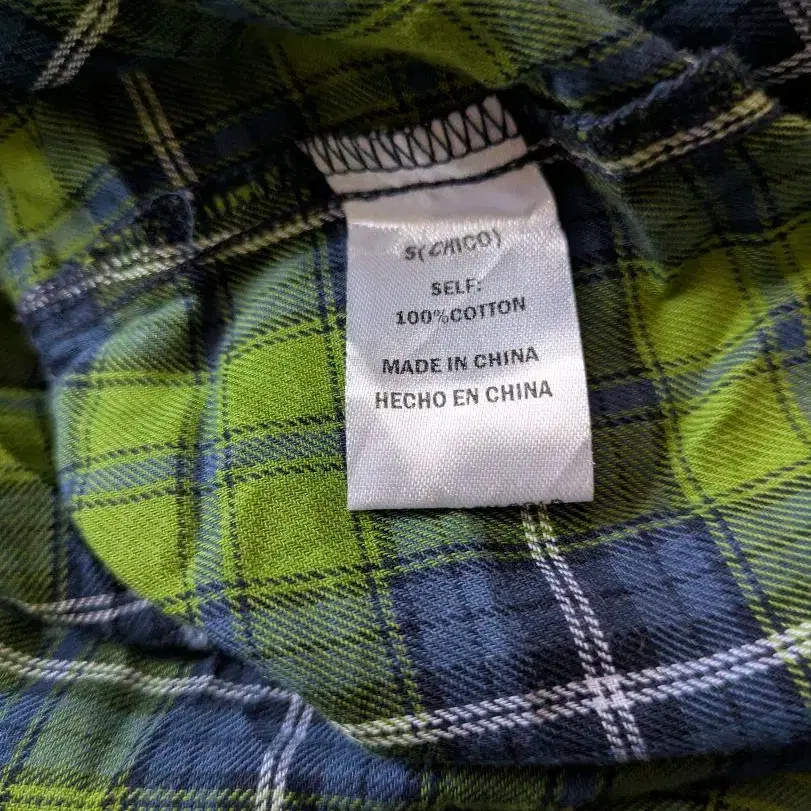 S(CHICO)
SELF:
100%COTTON
MADE IN CHINA
HECHO EN CHINA